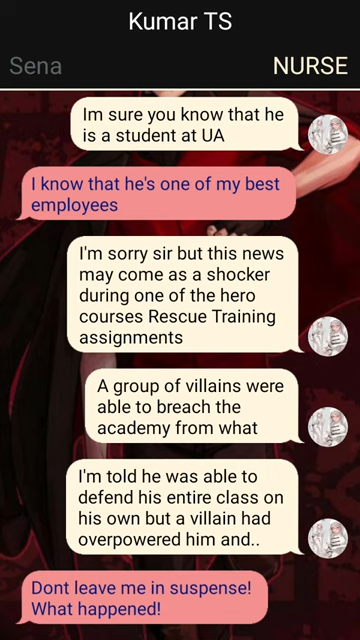 Kumar TS
Sena
NURSE
Im sure you know that he
is a student at UA
I know that he's one of my best
employees
I'm sorry sir but this news
may come as a shocker
during one of the hero
courses Rescue Training
assignments
A group of villains were
able to breach the
academy from what
I'm told he was able to
defend his entire class on
his own but a villain had
overpowered him and..
Dont leave me in suspense!
What happened!